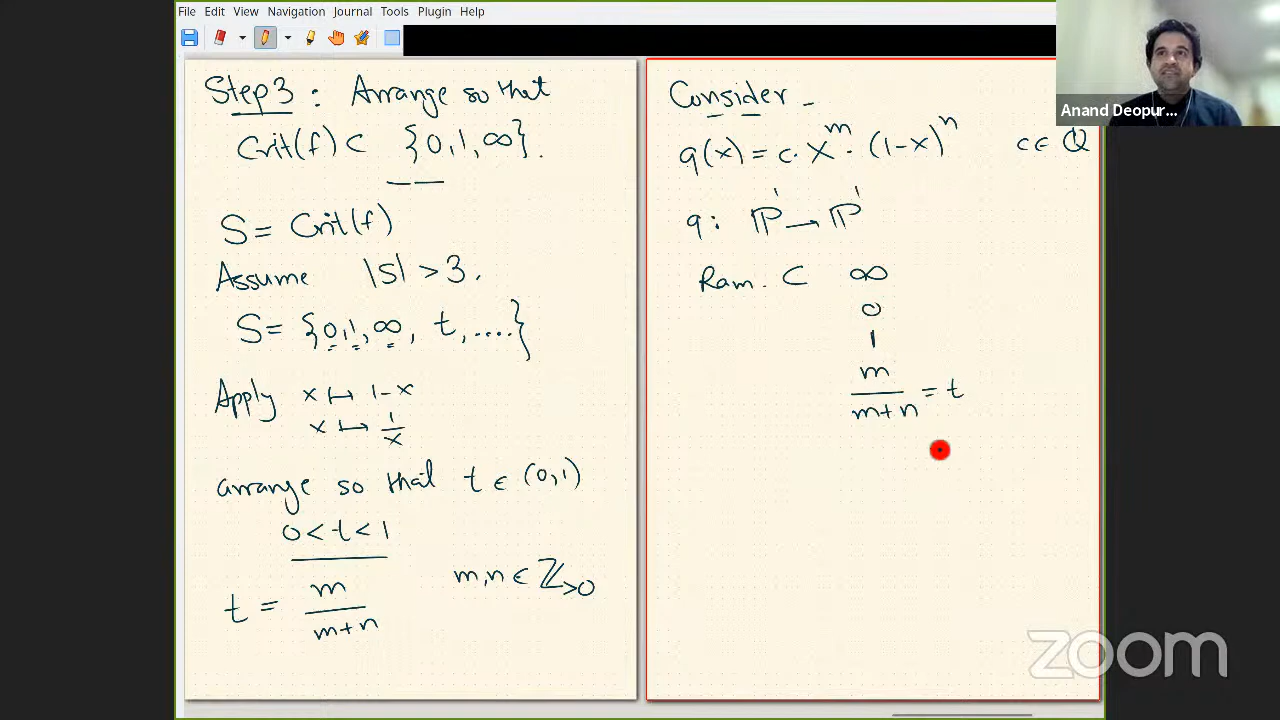 File Edit View Navigation Journal Tools Plugin Help
Anand Deopur...
Step 3 : Arrange so that
Crit(f) ⊂ {0,1,∞}.
S = Crit(f)
Assume |S| > 3.
S = {0,1,∞, t, ....}
Apply x ↦ 1-x
x ↦ 1/x
arrange so that t ∈ (0,1)
0 < t < 1
t = m/(m+n) m,n ∈ ℤ>0
Consider -
q(x) = c· x^m · (1-x)^n c ∈ ℚ
q : ℙ¹ → ℙ¹
Ram. ⊂ ∞
0
1
m/(m+n) = t
zoom